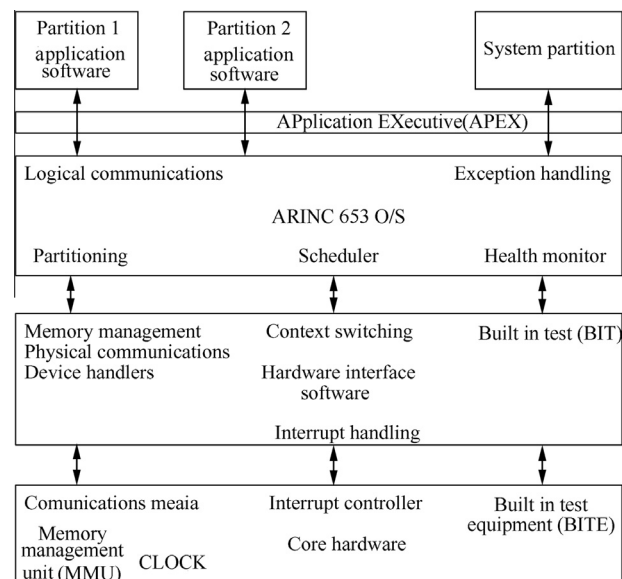 Partition 1
application
software
Partition 2
application
software
System partition
APplication EXecutive(APEX)
Logical communications
Exception handling
ARINC 653 O/S
Partitioning
Scheduler
Health monitor
Memory management
Physical communications
Device handlers
Context switching
Hardware interface
software
Interrupt handling
Built in test (BIT)
Comunications meaia
Memory
management
unit (MMU)
CLOCK
Interrupt controller
Core hardware
Built in test
equipment (BITE)